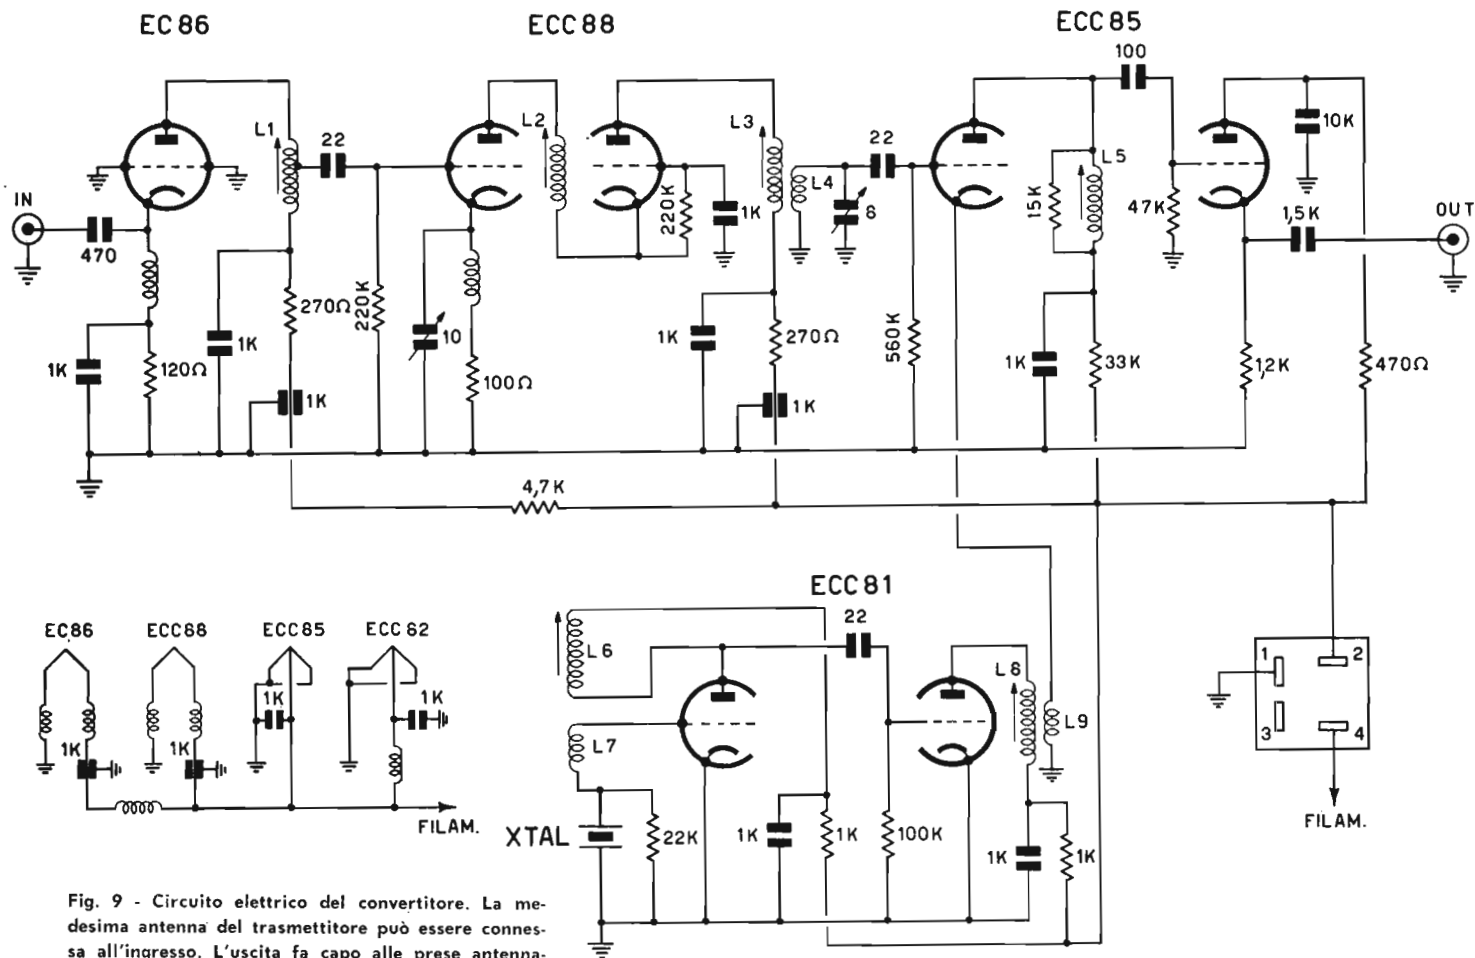 EC86
ECC88
ECC85
100
L1
22
L2
L3
22
L4
8
15K
L5
47K
10K
IN
470
220K
1K
1,5K
OUT
270Ω
220K
1K
120Ω
1K
1K
10
100Ω
1K
270Ω
1K
560K
1K
33K
1,2K
470Ω
4,7K
EC86
ECC88
ECC85
ECC 82
1K
1K
1K
1K
FILAM.
ECC81
22
L6
L7
L8
L9
XTAL
22K
1K
1K
100K
1K
1K
1
2
3
4
FILAM.
Fig. 9 - Circuito elettrico del convertitore. La me-
desima antenna del trasmettitore può essere connes-
sa all'ingresso. L'uscita fa capo alle prese antenna-